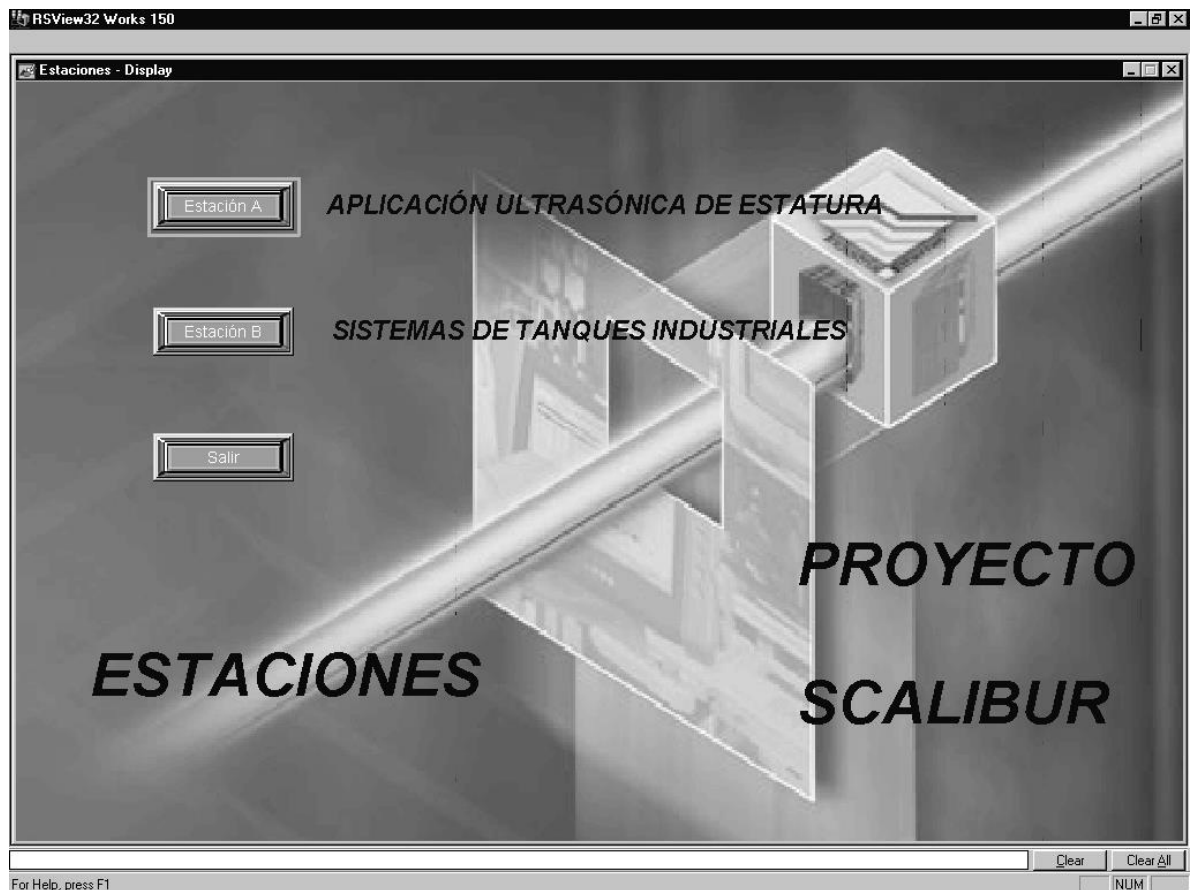 RSView32 Works 150
Estaciones - Display
Estación A
APLICACIÓN ULTRASÓNICA DE ESTATURA
Estación B
SISTEMAS DE TANQUES INDUSTRIALES
Salir
PROYECTO
ESTACIONES
SCALIBUR
Clear
Clear All
For Help, press F1
NUM